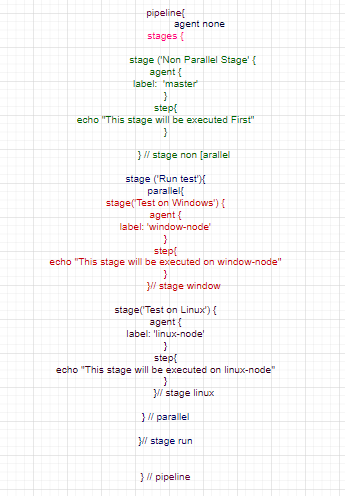 pipeline{
agent none
stages {
stage ('Non Parallel Stage' {
agent {
label: 'master'
}
step{
echo "This stage will be executed First"
}
} // stage non [arallel
stage ('Run test'){
parallel{
stage('Test on Windows') {
agent {
label: 'window-node'
}
step{
echo "This stage will be executed on window-node"
}
}// stage window
stage('Test on Linux') {
agent {
label: 'linux-node'
}
step{
echo "This stage will be executed on linux-node"
}
}// stage linux
} // parallel
}// stage run
} // pipeline